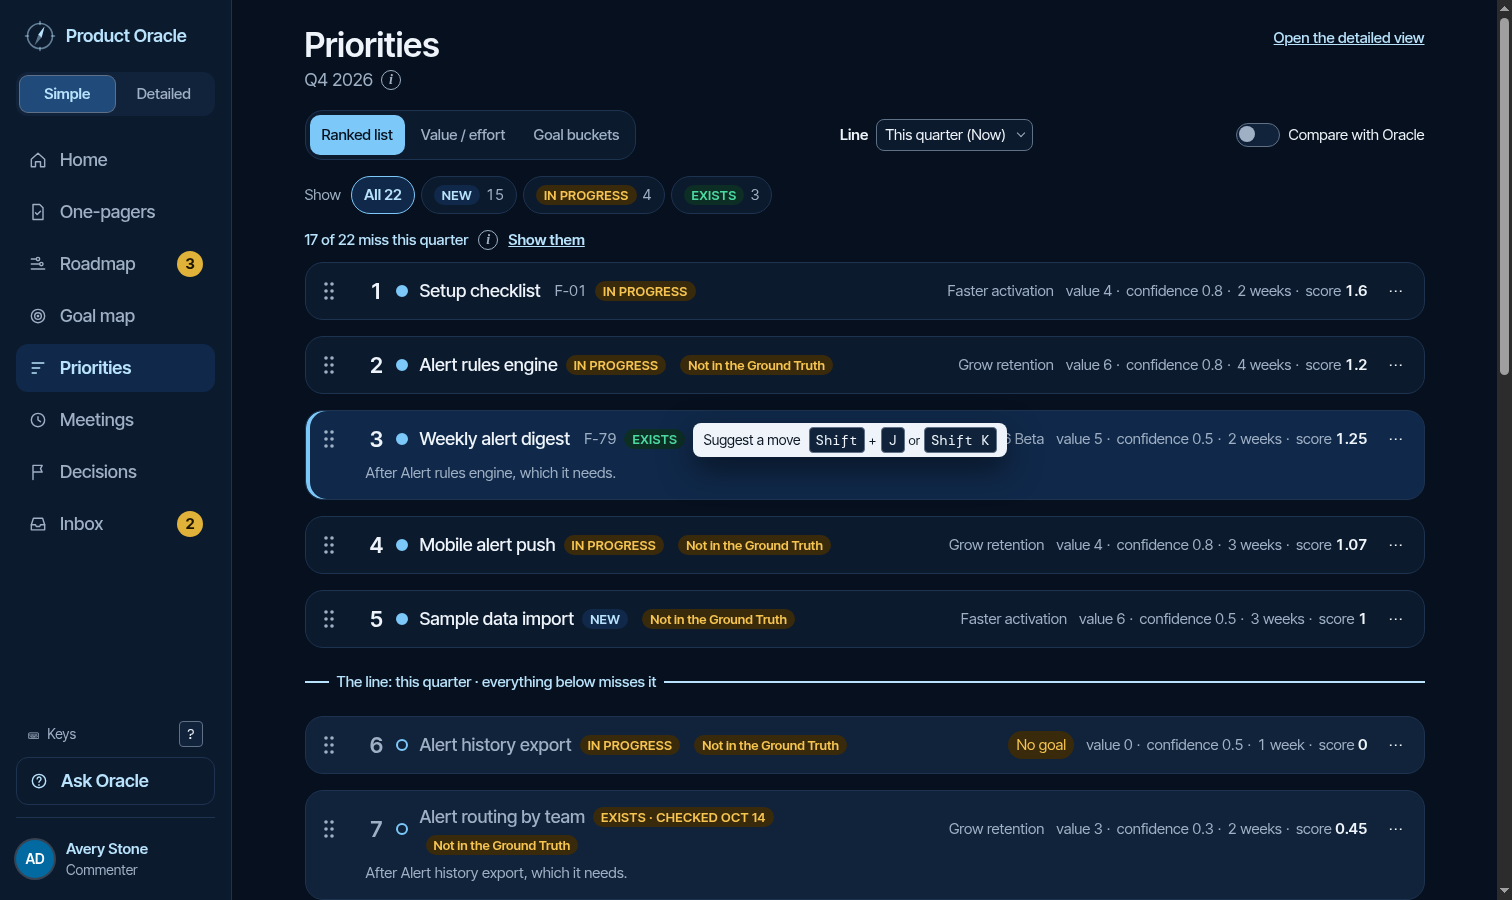 Product Oracle
Simple
Detailed
Home
One-pagers
Roadmap 3
Goal map
Priorities
Meetings
Decisions
Inbox 2
Keys ?
Ask Oracle
AD
Avery Stone
Commenter
Priorities
Open the detailed view
Q4 2026 i
Ranked list Value / effort Goal buckets
Line This quarter (Now)
Compare with Oracle
Show All 22 NEW 15 IN PROGRESS 4 EXISTS 3
17 of 22 miss this quarter i Show them
1 Setup checklist F-01 IN PROGRESS Faster activation value 4 · confidence 0.8 · 2 weeks · score 1.6 ···
2 Alert rules engine IN PROGRESS Not in the Ground Truth Grow retention value 6 · confidence 0.8 · 4 weeks · score 1.2 ···
3 Weekly alert digest F-79 EXISTS Suggest a move Shift + J or Shift K Beta value 5 · confidence 0.5 · 2 weeks · score 1.25 ···
After Alert rules engine, which it needs.
4 Mobile alert push IN PROGRESS Not in the Ground Truth Grow retention value 4 · confidence 0.8 · 3 weeks · score 1.07 ···
5 Sample data import NEW Not in the Ground Truth Faster activation value 6 · confidence 0.5 · 3 weeks · score 1 ···
The line: this quarter · everything below misses it
6 Alert history export IN PROGRESS Not in the Ground Truth No goal value 0 · confidence 0.5 · 1 week · score 0 ···
7 Alert routing by team EXISTS · CHECKED OCT 14 Grow retention value 3 · confidence 0.3 · 2 weeks · score 0.45 ···
Not in the Ground Truth
After Alert history export, which it needs.